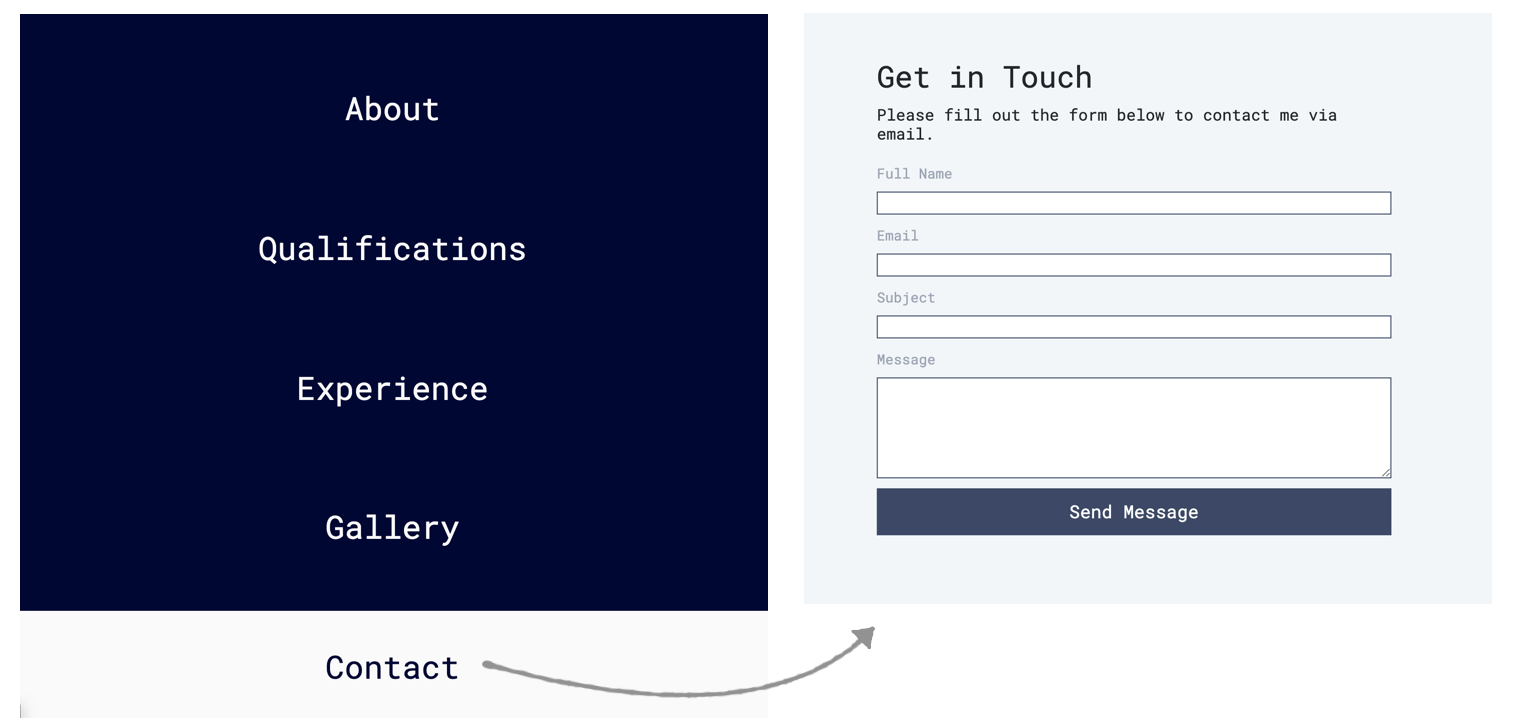 About
Qualifications
Experience
Gallery
Contact
Get in Touch
Please fill out the form below to contact me via
email.
Full Name
Email
Subject
Message
Send Message